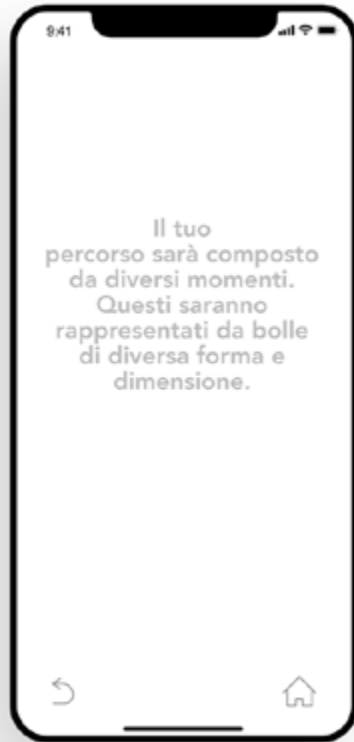 9:41
Il tuo
percorso sarà composto
da diversi momenti.
Questi saranno
rappresentati da bolle
di diversa forma e
dimensione.